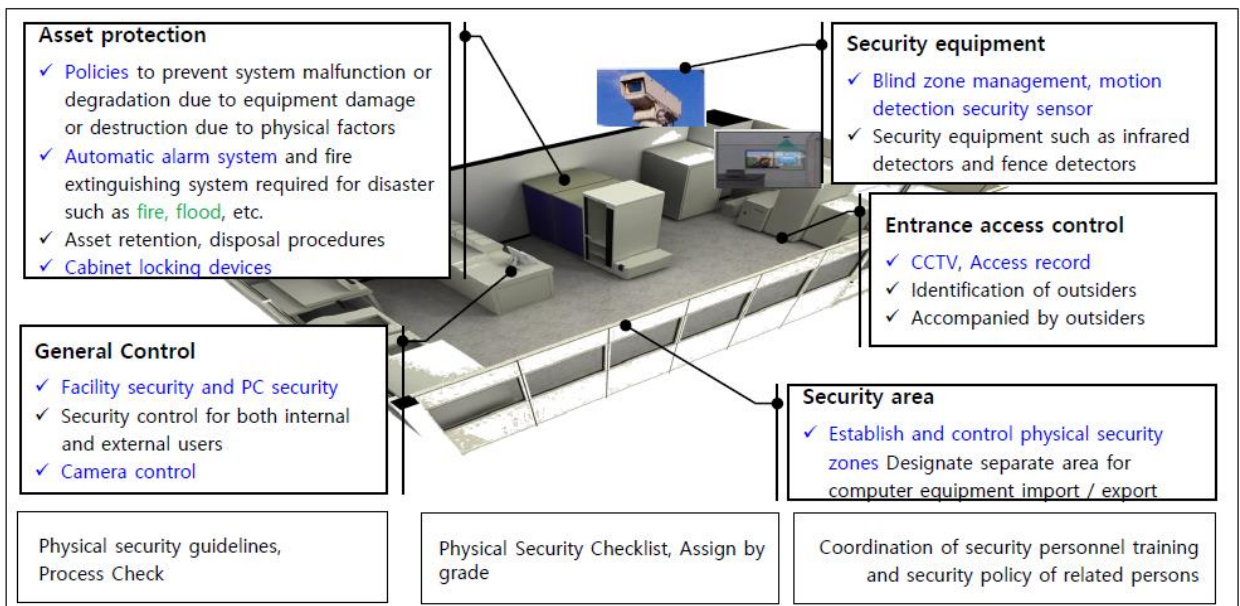 Asset protection
✓ Policies to prevent system malfunction or
degradation due to equipment damage
or destruction due to physical factors
✓ Automatic alarm system and fire
extinguishing system required for disaster
such as fire, flood, etc.
✓ Asset retention, disposal procedures
✓ Cabinet locking devices
Security equipment
✓ Blind zone management, motion
detection security sensor
✓ Security equipment such as infrared
detectors and fence detectors
Entrance access control
✓ CCTV, Access record
✓ Identification of outsiders
✓ Accompanied by outsiders
General Control
✓ Facility security and PC security
✓ Security control for both internal
and external users
✓ Camera control
Security area
✓ Establish and control physical security
zones Designate separate area for
computer equipment import / export
Physical security guidelines,
Process Check
Physical Security Checklist, Assign by
grade
Coordination of security personnel training
and security policy of related persons